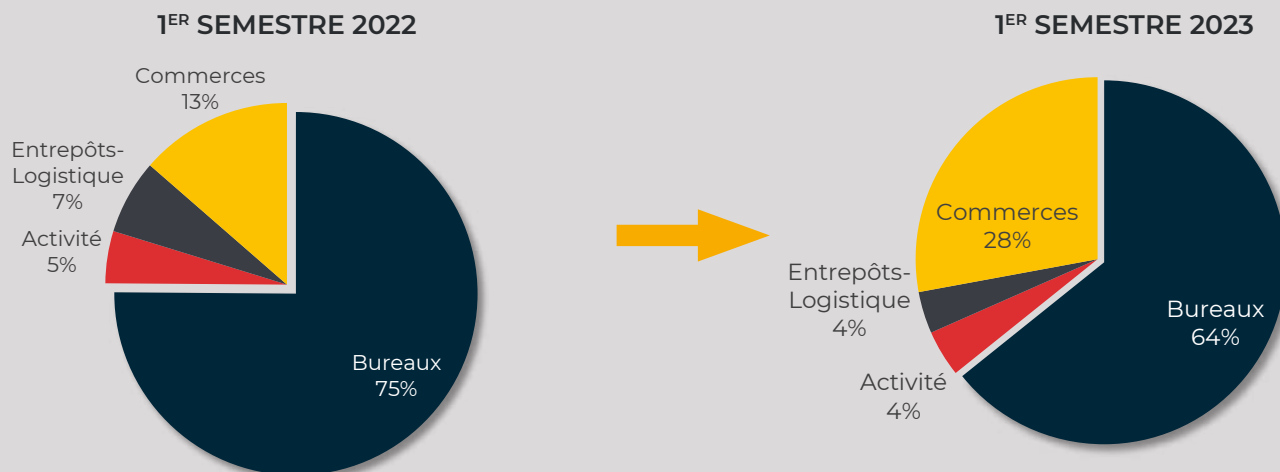 1ER SEMESTRE 2022
Commerces
13%
Entrepôts-
Logistique
7%
Activité
5%
Bureaux
75%
1ER SEMESTRE 2023
Commerces
28%
Entrepôts-
Logistique
4%
Activité
4%
Bureaux
64%